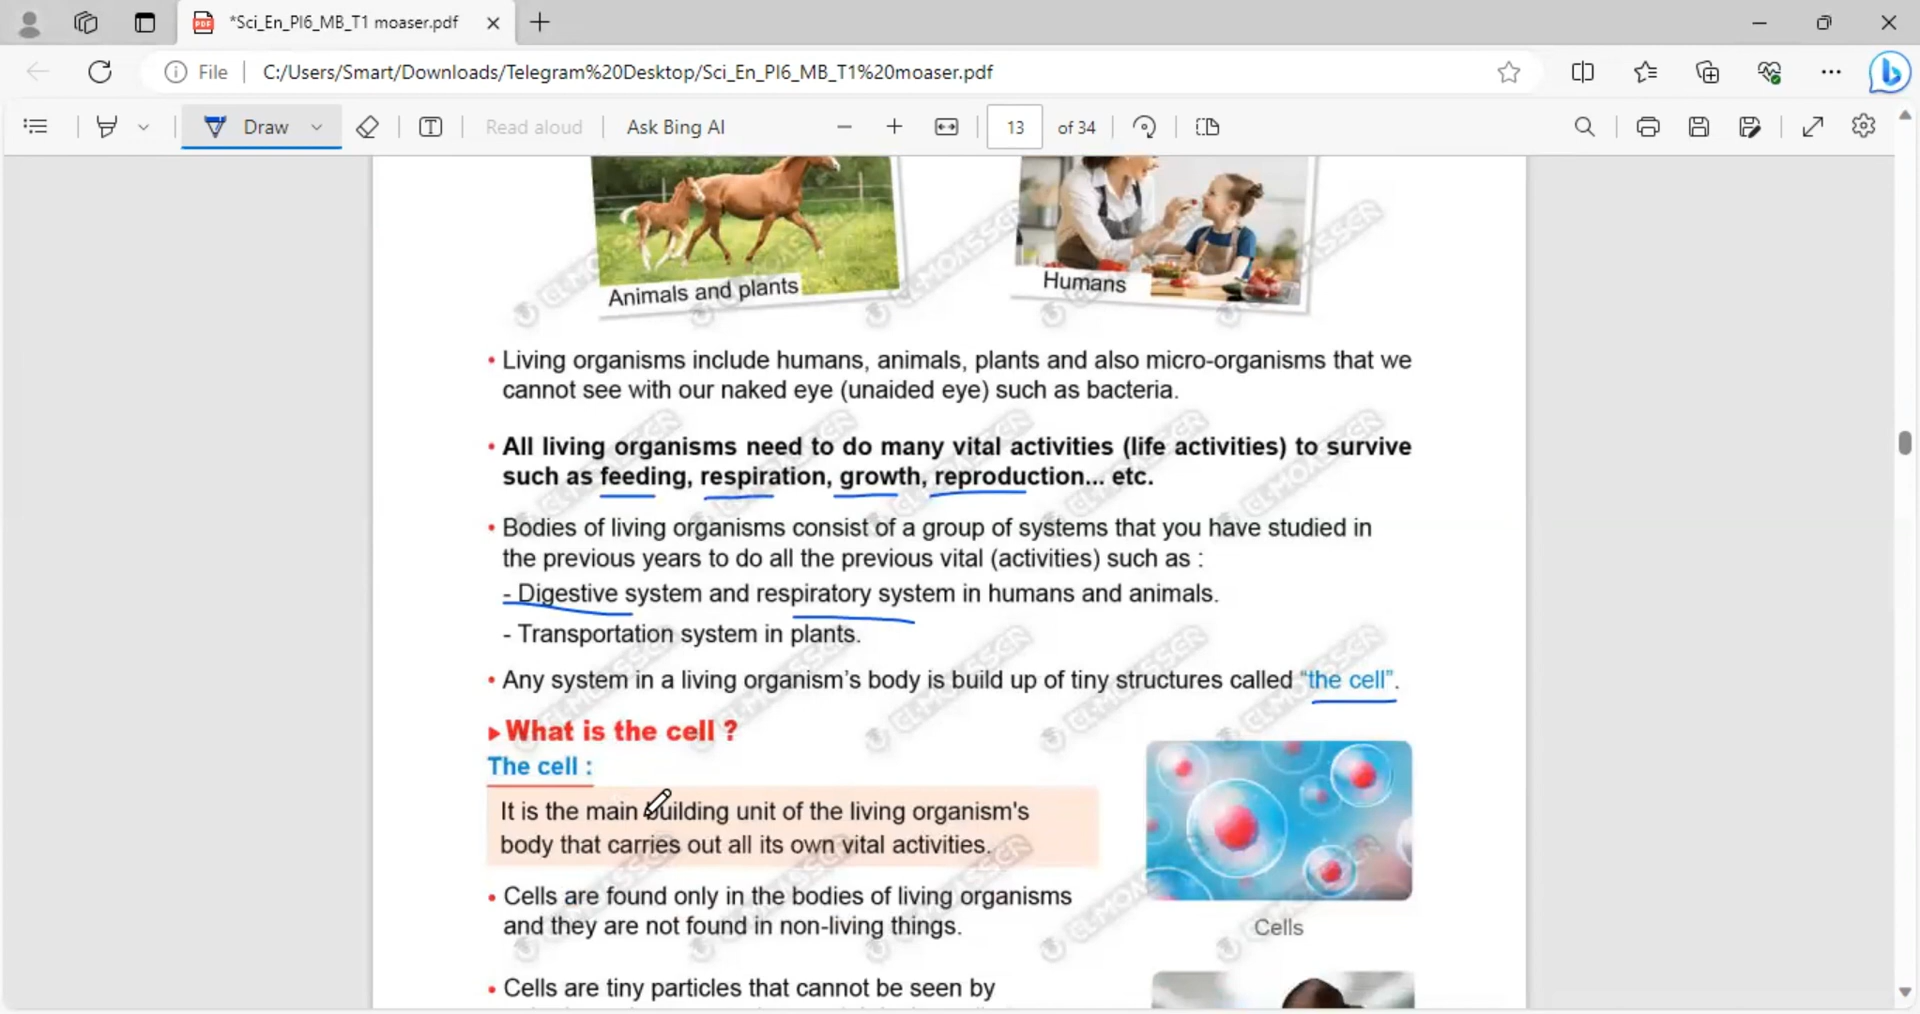 *Sci_En_Pl6_MB_T1 moaser.pdf
File
C:/Users/Smart/Downloads/Telegram%20Desktop/Sci_En_Pl6_MB_T1%20moaser.pdf
Draw
Read aloud
Ask Bing AI
13 of 34
Animals and plants
Humans
• Living organisms include humans, animals, plants and also micro-organisms that we
cannot see with our naked eye (unaided eye) such as bacteria.
• All living organisms need to do many vital activities (life activities) to survive
such as feeding, respiration, growth, reproduction... etc.
• Bodies of living organisms consist of a group of systems that you have studied in
the previous years to do all the previous vital (activities) such as :
- Digestive system and respiratory system in humans and animals.
- Transportation system in plants.
• Any system in a living organism's body is build up of tiny structures called "the cell".
▸ What is the cell ?
The cell :
It is the main building unit of the living organism's
body that carries out all its own vital activities.
• Cells are found only in the bodies of living organisms
and they are not found in non-living things.
Cells
• Cells are tiny particles that cannot be seen by